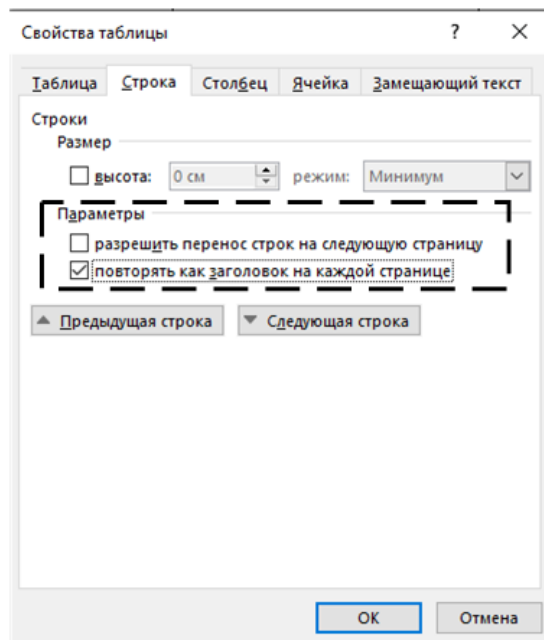 Свойства таблицы ? ×
Таблица Строка Столбец Ячейка Замещающий текст
Строки
Размер
высота: 0 см режим: Минимум
Параметры
разрешить перенос строк на следующую страницу
повторять как заголовок на каждой странице
Предыдущая строка Следующая строка
ОК Отмена